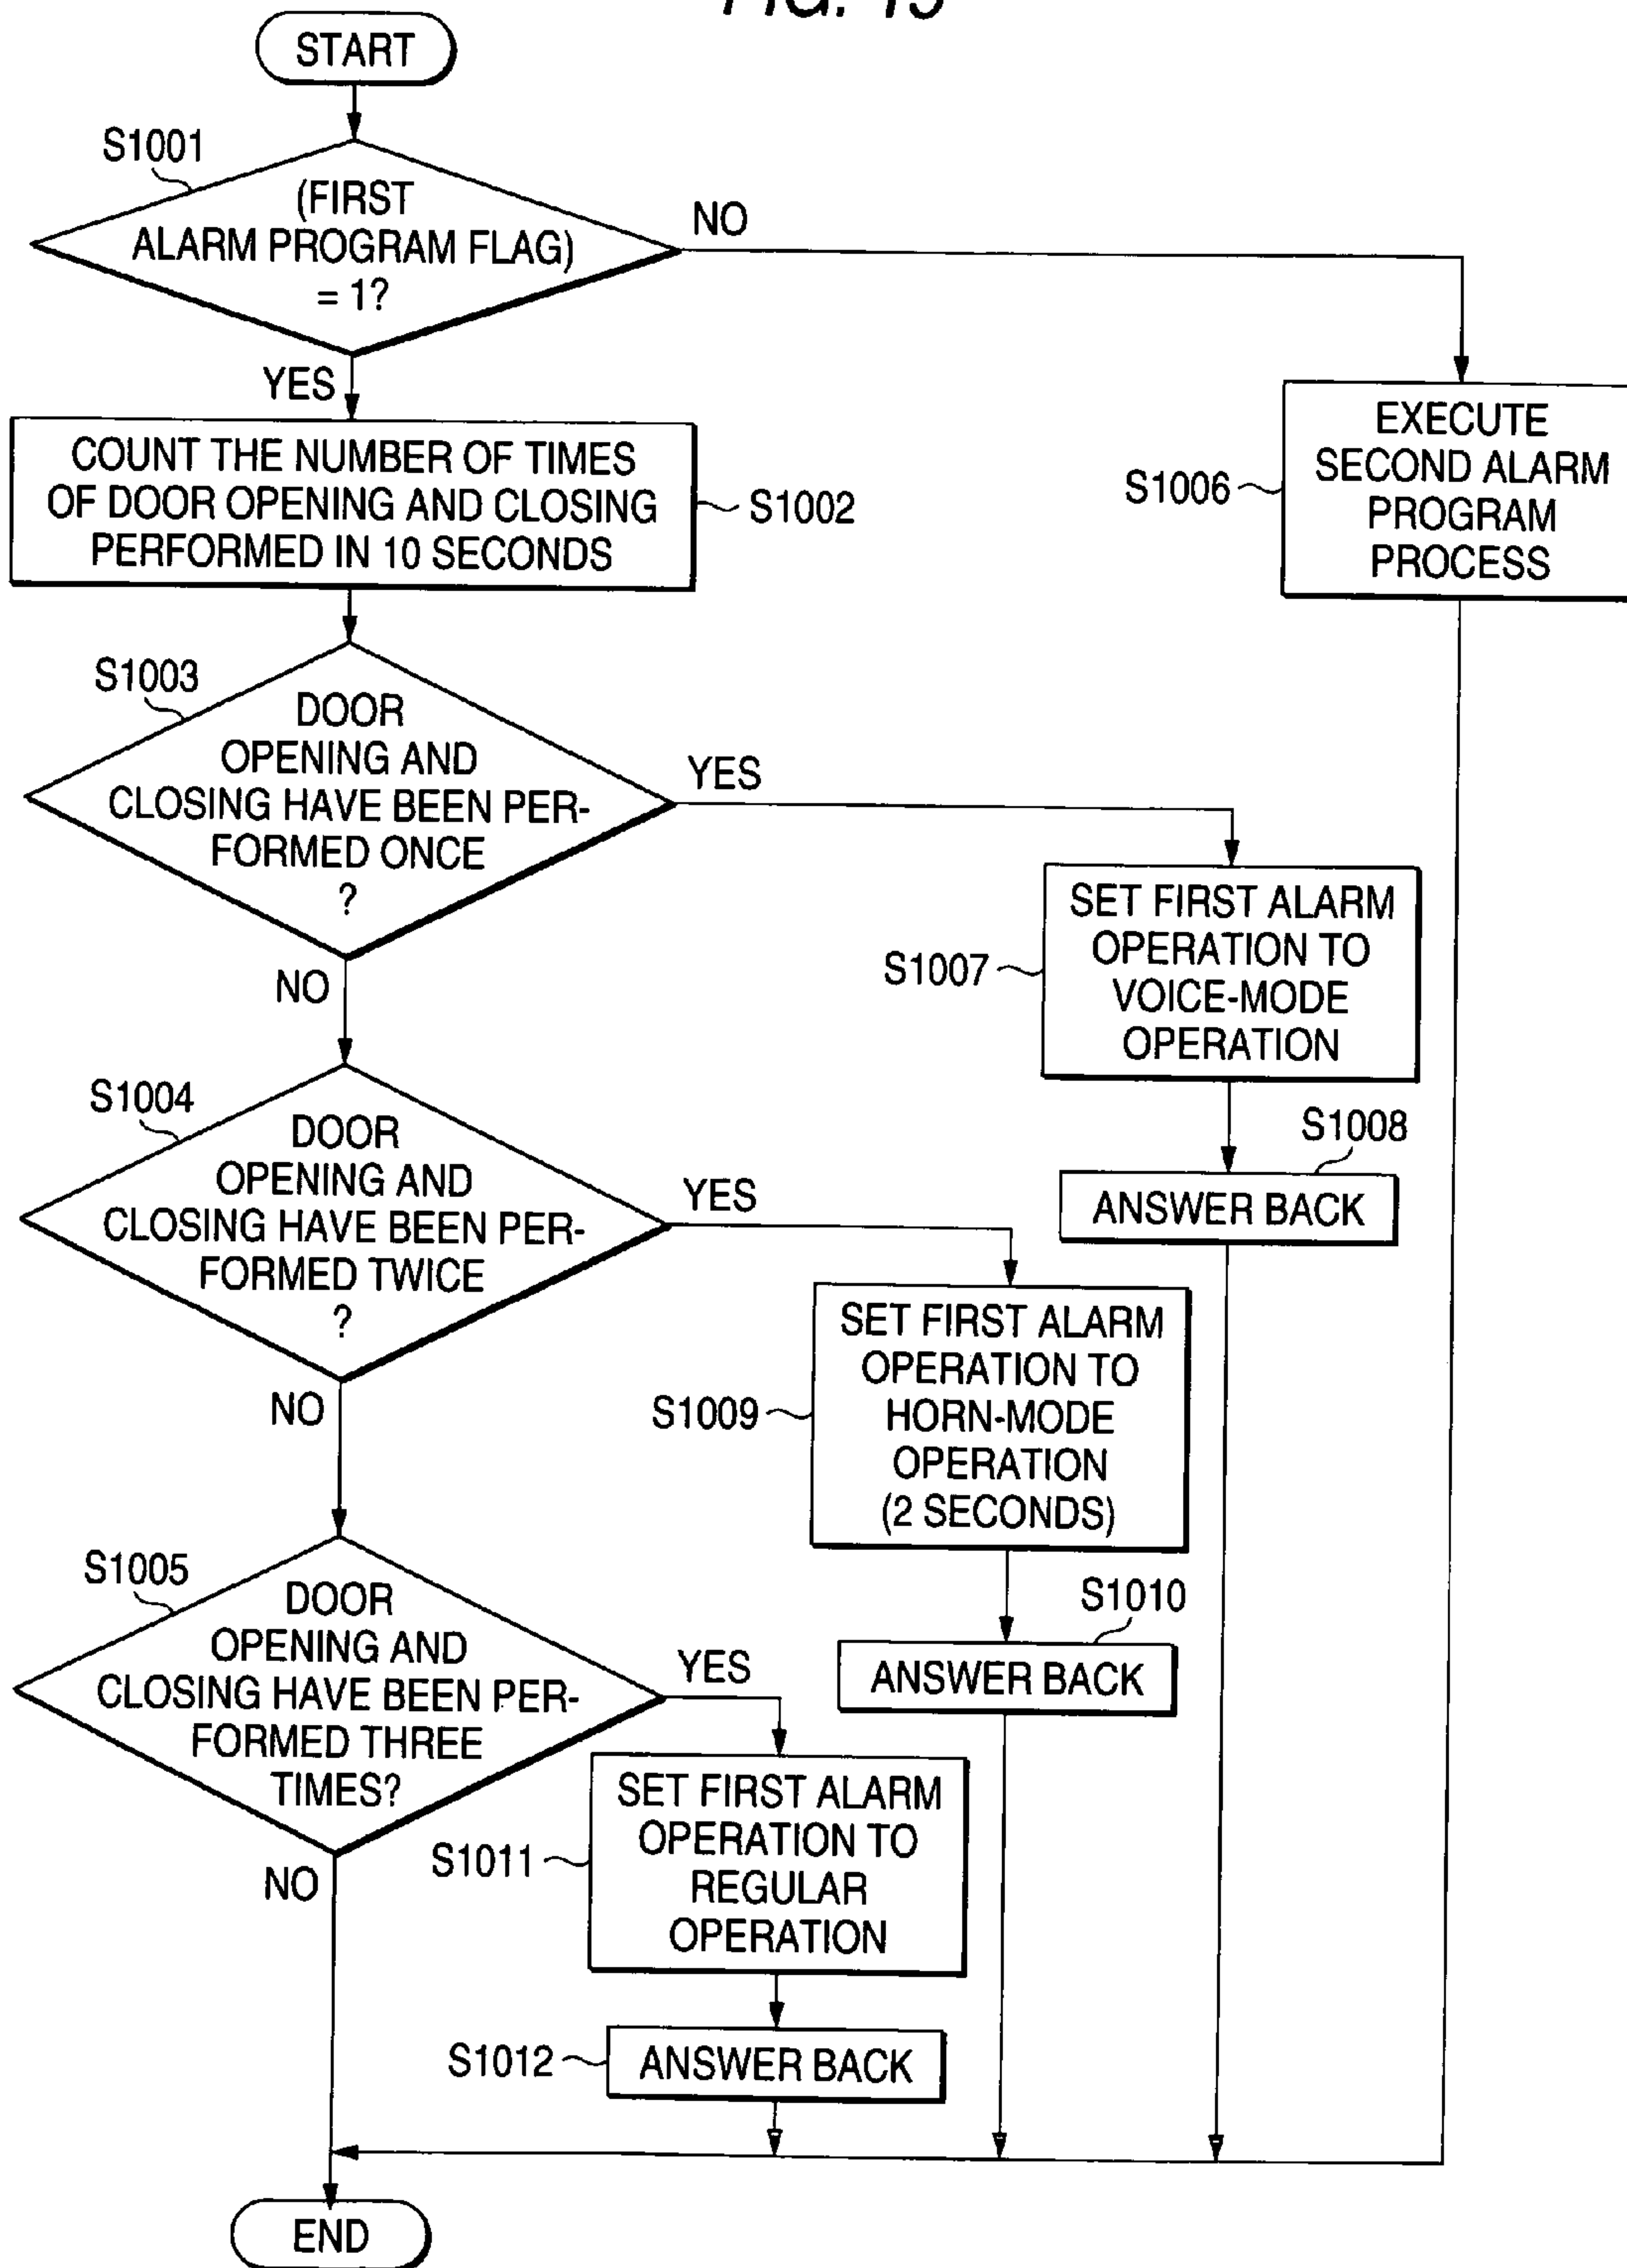 START
S1001
(FIRST
ALARM PROGRAM FLAG)
= 1?
NO
YES
COUNT THE NUMBER OF TIMES
OF DOOR OPENING AND CLOSING
PERFORMED IN 10 SECONDS
S1002
EXECUTE
SECOND ALARM
PROGRAM
PROCESS
S1006
S1003
DOOR
OPENING AND
CLOSING HAVE BEEN PER-
FORMED ONCE
?
YES
NO
SET FIRST ALARM
OPERATION TO
VOICE-MODE
OPERATION
S1007
S1008
ANSWER BACK
S1004
DOOR
OPENING AND
CLOSING HAVE BEEN PER-
FORMED TWICE
?
YES
NO
SET FIRST ALARM
OPERATION TO
HORN-MODE
OPERATION
(2 SECONDS)
S1009
S1010
ANSWER BACK
S1005
DOOR
OPENING AND
CLOSING HAVE BEEN PER-
FORMED THREE
TIMES?
YES
NO
SET FIRST ALARM
OPERATION TO
REGULAR
OPERATION
S1011
S1012
ANSWER BACK
END